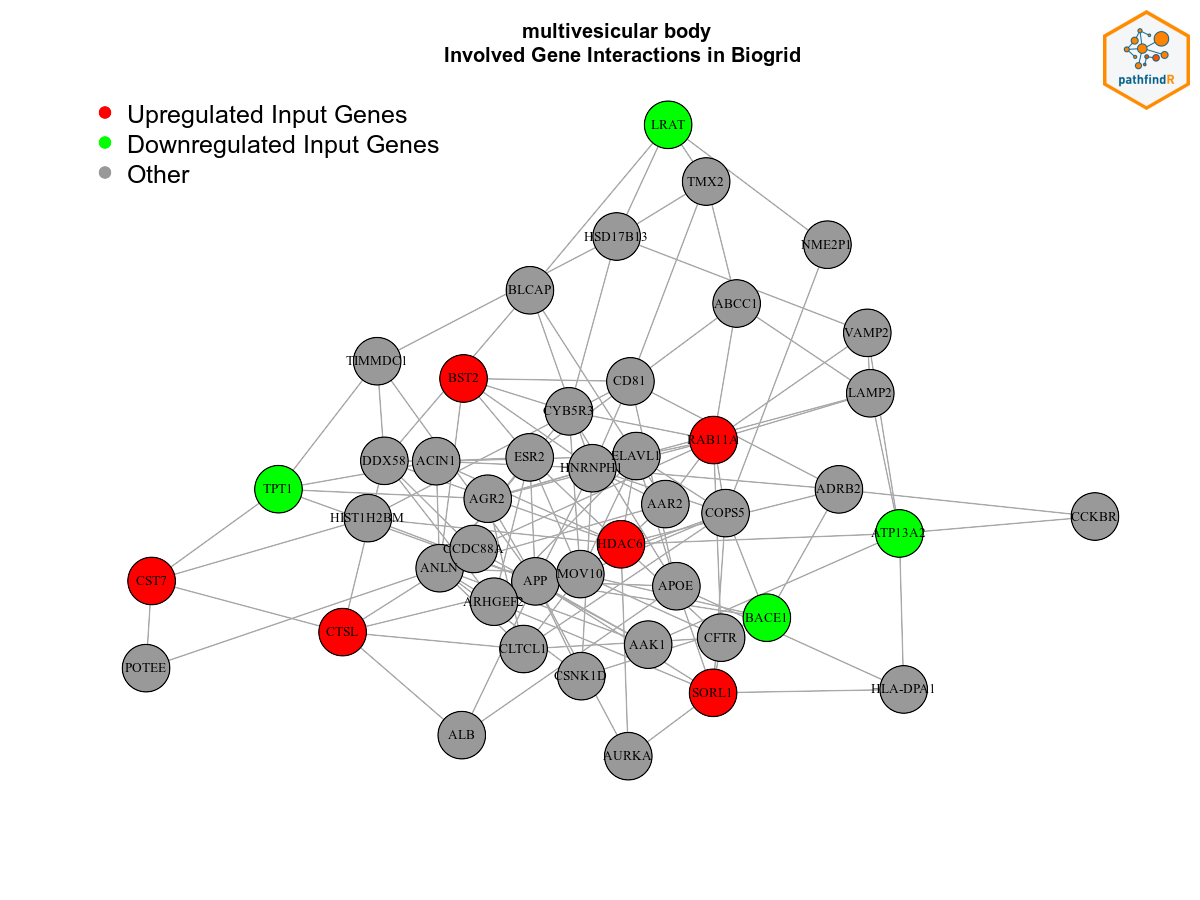 multivesicular body
Involved Gene Interactions in Biogrid
pathfindR
Upregulated Input Genes
Downregulated Input Genes
Other
LRAT
TMX2
HSD17B13
NME2P1
BLCAP
ABCC1
VAMP2
TIMMDC1
BST2
CD81
LAMP2
CYB5R3
RAB11A
DDX58
ACIN1
ESR2
HNRNPH1
ELAVL1
TPT1
AGR2
ADRB2
AAR2
COPS5
HIST1H2BM
CCKBR
ATP13A2
CCDC88A
HDAC6
ANLN
CST7
APP
MOV10
APOE
ARHGEF2
BACE1
CTSL
CFTR
AAK1
CLTCL1
POTEE
CSNK1D
SORL1
HLA-DPA1
ALB
AURKA